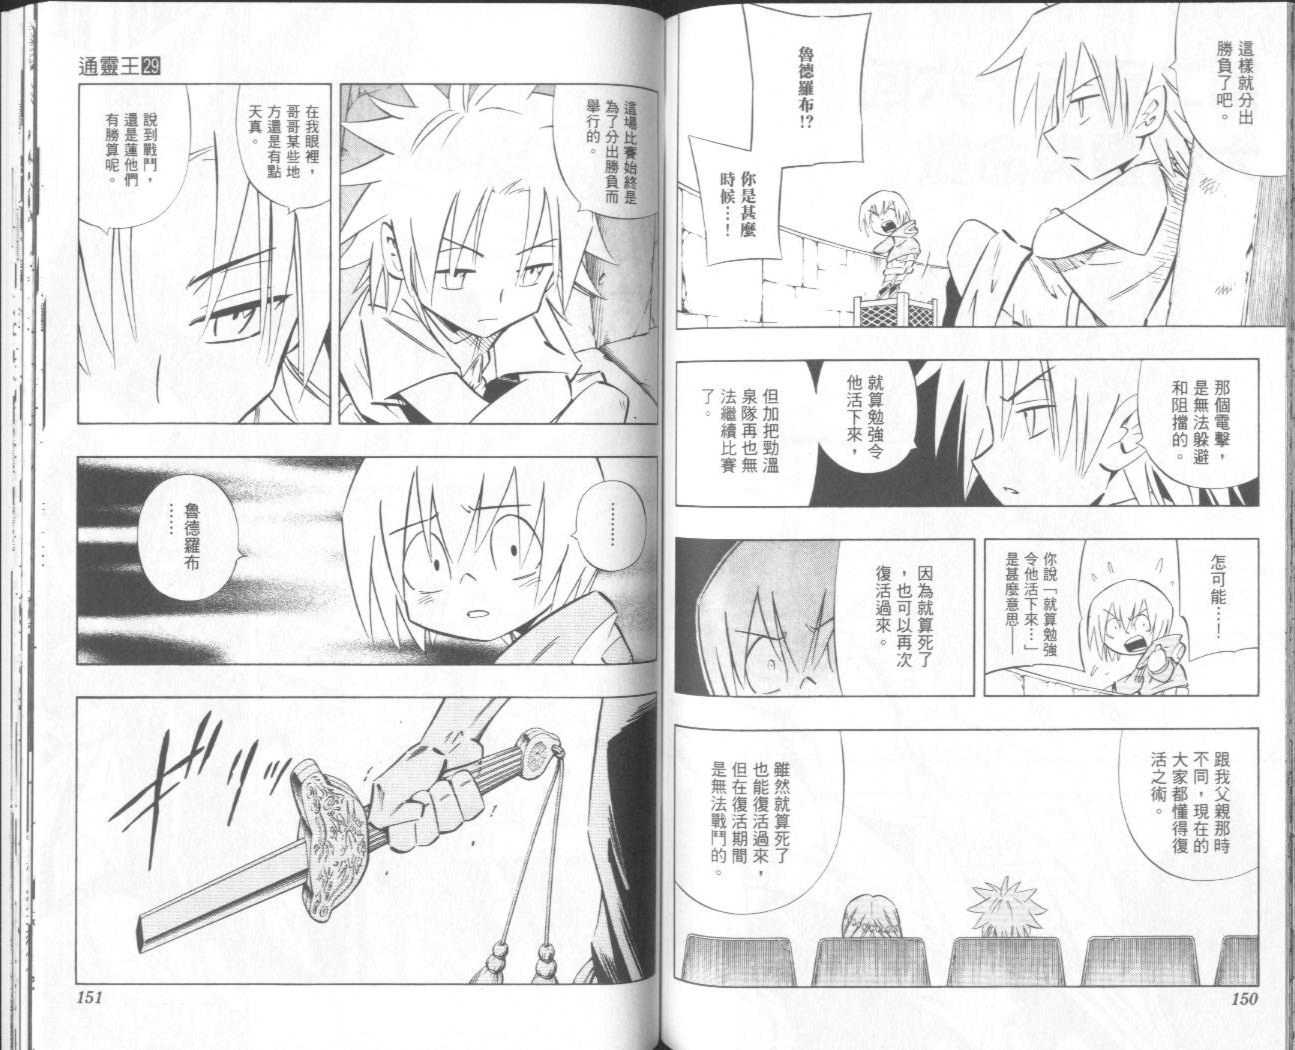 這樣就分出
勝負了吧。
魯德羅布!?
你是甚麼
時候…!
那個電擊，
是無法躲避
和阻擋的。
就算勉強令
他活下來，
但加把勁溫
泉隊再也無
法繼續比賽
了。
怎可能…!
你說「就算勉強
令他活下來…」
是甚麼意思—
因為就算死了
，也可以再次
復活過來。
跟我父親那時
不同，現在的
大家都懂得復
活之術。
雖然就算死了
也能復活過來，
但在復活期間
是無法戰鬥的。
150
通靈王29
這場比賽始終是
為了分出勝負而
舉行的。
在我眼裡，
哥哥某些地
方還是有點
天真。
說到戰鬥，
還是蓮他們
有勝算呢。
………
魯德羅布
……
151